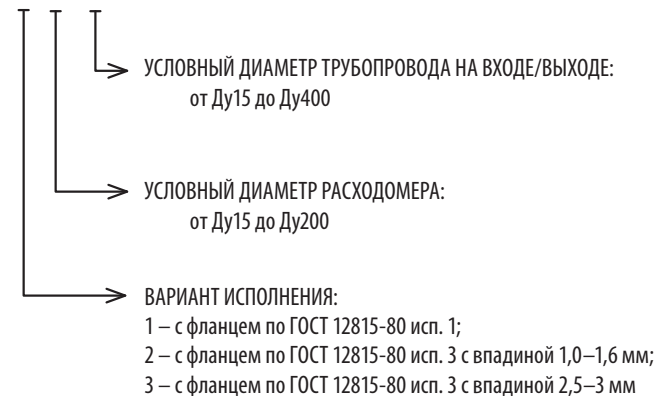 УСЛОВНЫЙ ДИАМЕТР ТРУБОПРОВОДА НА ВХОДЕ/ВЫХОДЕ:
от Ду15 до Ду400
УСЛОВНЫЙ ДИАМЕТР РАСХОДОМЕРА:
от Ду15 до Ду200
ВАРИАНТ ИСПОЛНЕНИЯ:
1 – с фланцем по ГОСТ 12815-80 исп. 1;
2 – с фланцем по ГОСТ 12815-80 исп. 3 с впадиной 1,0–1,6 мм;
3 – с фланцем по ГОСТ 12815-80 исп. 3 с впадиной 2,5–3 мм